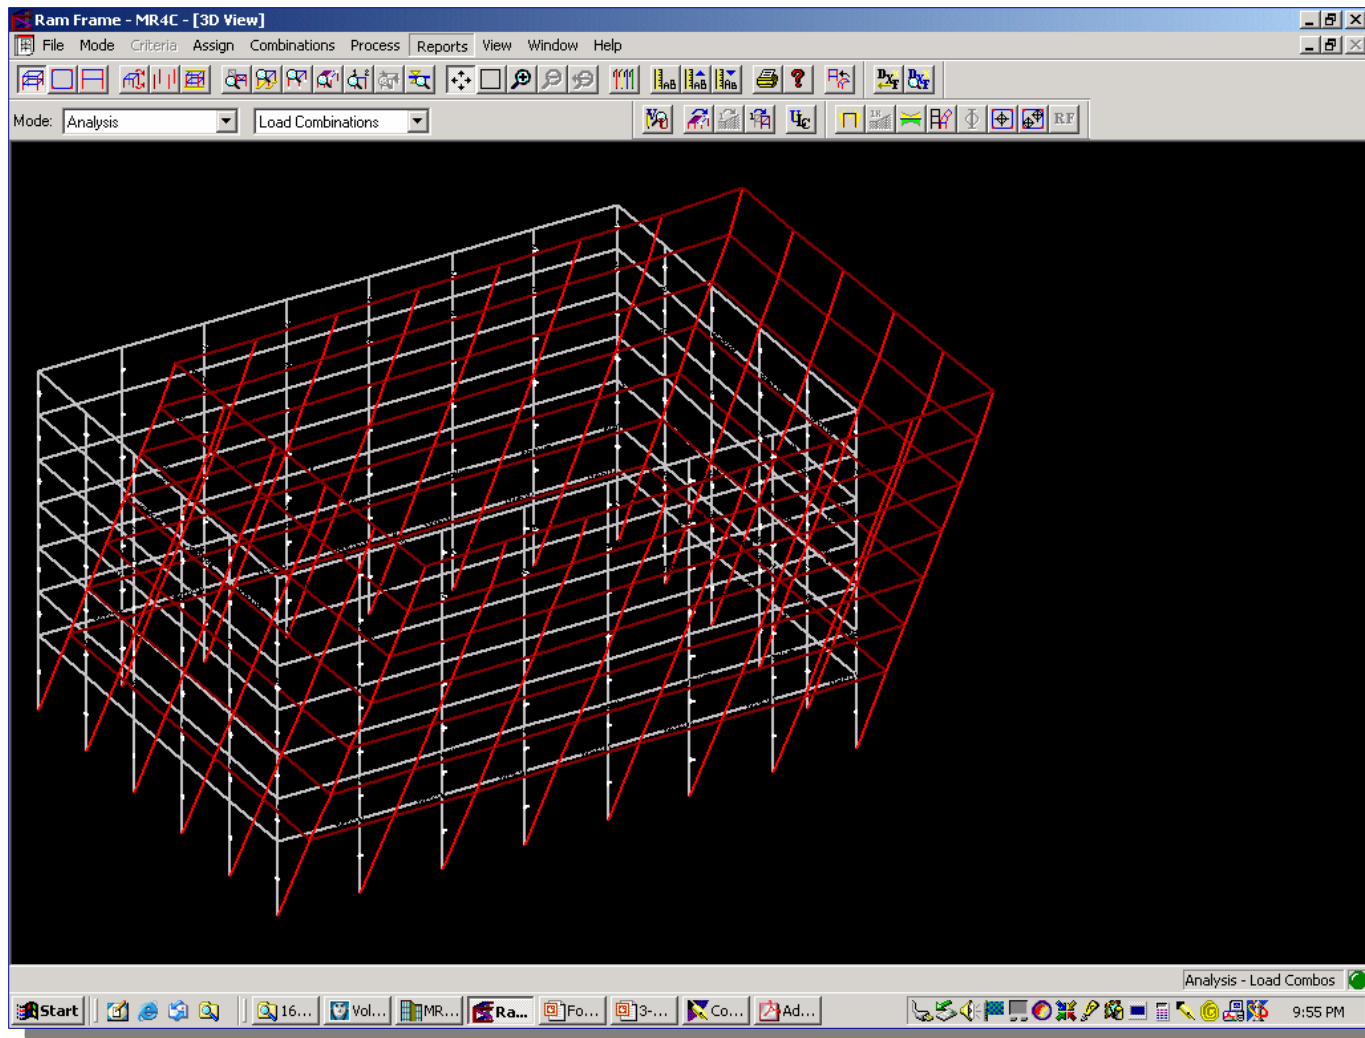 Ram Frame - MR4C - [3D View]
File Mode Criteria Assign Combinations Process Reports View Window Help
Mode: Analysis Load Combinations
RF
Analysis - Load Combos
Start 16... Vol... MR... Ra... Fo... 3-... Co... Ad... 9:55 PM